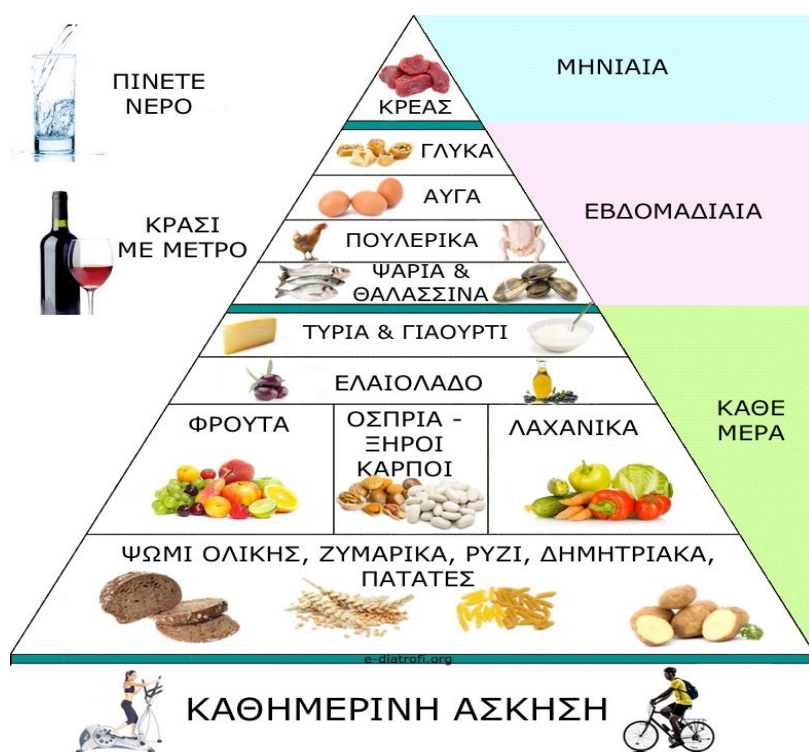 ΠΙΝΕΤΕ
ΝΕΡΟ
ΚΡΑΣΙ
ΜΕ ΜΕΤΡΟ
ΚΡΕΑΣ
ΜΗΝΙΑΙΑ
ΓΛΥΚΑ
ΑΥΓΑ
ΠΟΥΛΕΡΙΚΑ
ΨΑΡΙΑ &
ΘΑΛΑΣΣΙΝΑ
ΕΒΔΟΜΑΔΙΑΙΑ
ΤΥΡΙΑ & ΓΙΑΟΥΡΤΙ
ΕΛΑΙΟΛΑΔΟ
ΦΡΟΥΤΑ
ΟΣΠΡΙΑ -
ΞΗΡΟΙ
ΚΑΡΠΟΙ
ΛΑΧΑΝΙΚΑ
ΚΑΘΕ
ΜΕΡΑ
ΨΩΜΙ ΟΛΙΚΗΣ, ΖΥΜΑΡΙΚΑ, ΡΥΖΙ, ΔΗΜΗΤΡΙΑΚΑ,
ΠΑΤΑΤΕΣ
e-diatrofi.org
ΚΑΘΗΜΕΡΙΝΗ ΑΣΚΗΣΗ